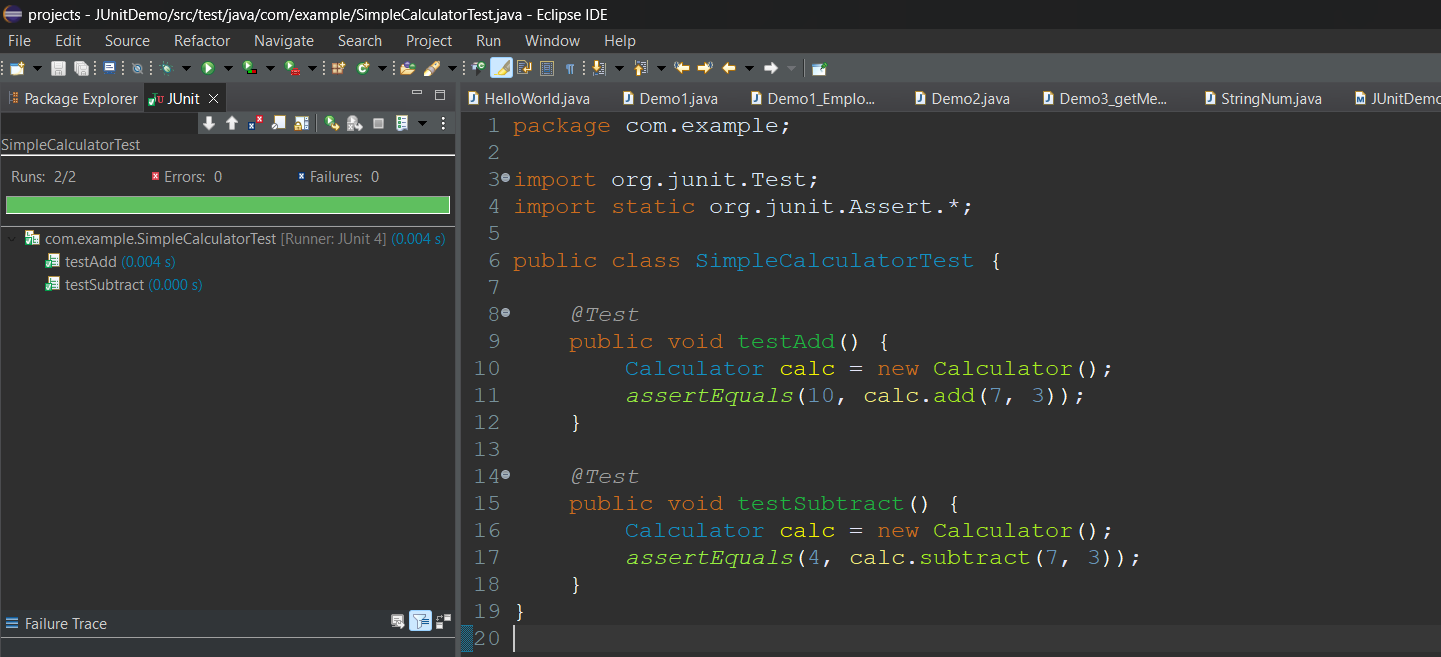 projects - JUnitDemo/src/test/java/com/example/SimpleCalculatorTest.java - Eclipse IDE
File Edit Source Refactor Navigate Search Project Run Window Help
Package Explorer JUnit
HelloWorld.java Demo1.java Demo1_Emplo... Demo2.java Demo3_getMe... StringNum.java JUnitDemo
SimpleCalculatorTest
Runs: 2/2 Errors: 0 Failures: 0
com.example.SimpleCalculatorTest [Runner: JUnit 4] (0.004 s)
testAdd (0.004 s)
testSubtract (0.000 s)
Failure Trace
1 package com.example;
2
3 import org.junit.Test;
4 import static org.junit.Assert.*;
5
6 public class SimpleCalculatorTest {
7
8 @Test
9 public void testAdd() {
10 Calculator calc = new Calculator();
11 assertEquals(10, calc.add(7, 3));
12 }
13
14 @Test
15 public void testSubtract() {
16 Calculator calc = new Calculator();
17 assertEquals(4, calc.subtract(7, 3));
18 }
19 }
20